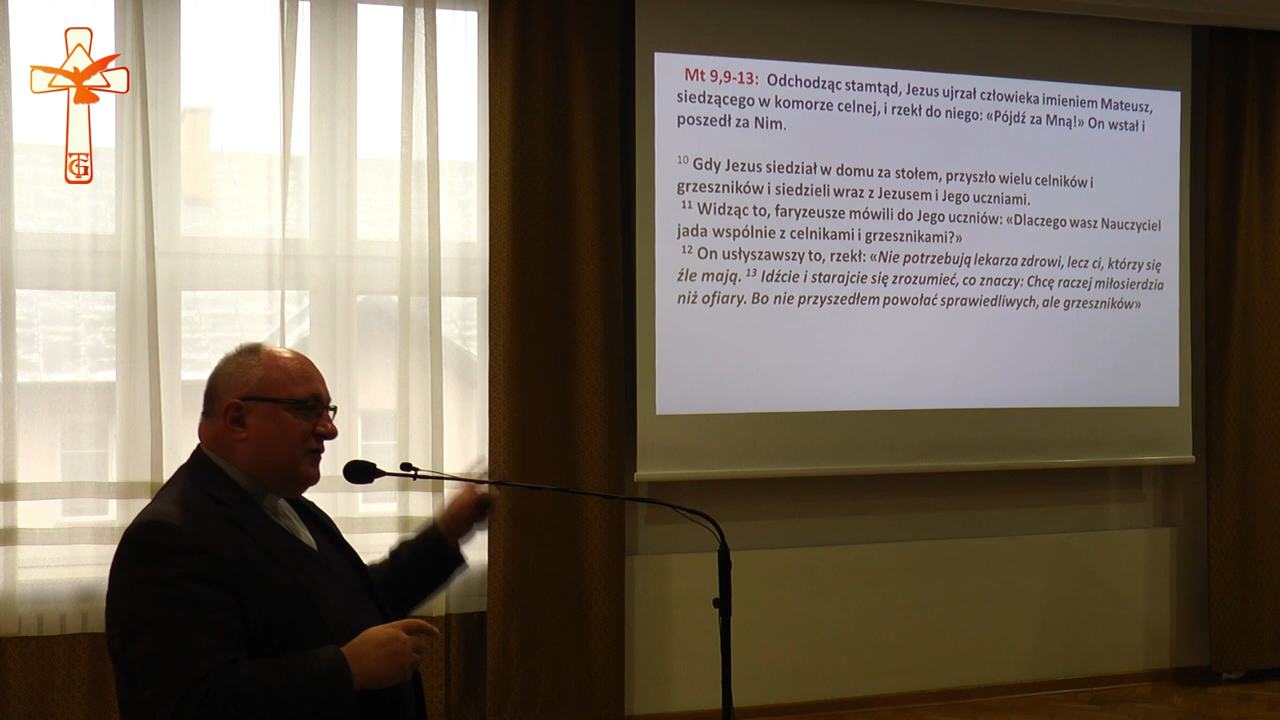 Mt 9,9-13: Odchodząc stamtąd, Jezus ujrzał człowieka imieniem Mateusz,
siedzącego w komorze celnej, i rzekł do niego: «Pójdź za Mną!» On wstał i
poszedł za Nim.
10 Gdy Jezus siedział w domu za stołem, przyszło wielu celników i
grzeszników i siedzieli wraz z Jezusem i Jego uczniami.
11 Widząc to, faryzeusze mówili do Jego uczniów: «Dlaczego wasz Nauczyciel
jada wspólnie z celnikami i grzesznikami?»
12 On usłyszawszy to, rzekł: «Nie potrzebują lekarza zdrowi, lecz ci, którzy się
źle mają. 13 Idźcie i starajcie się zrozumieć, co znaczy: Chcę raczej miłosierdzia
niż ofiary. Bo nie przyszedłem powołać sprawiedliwych, ale grzeszników»